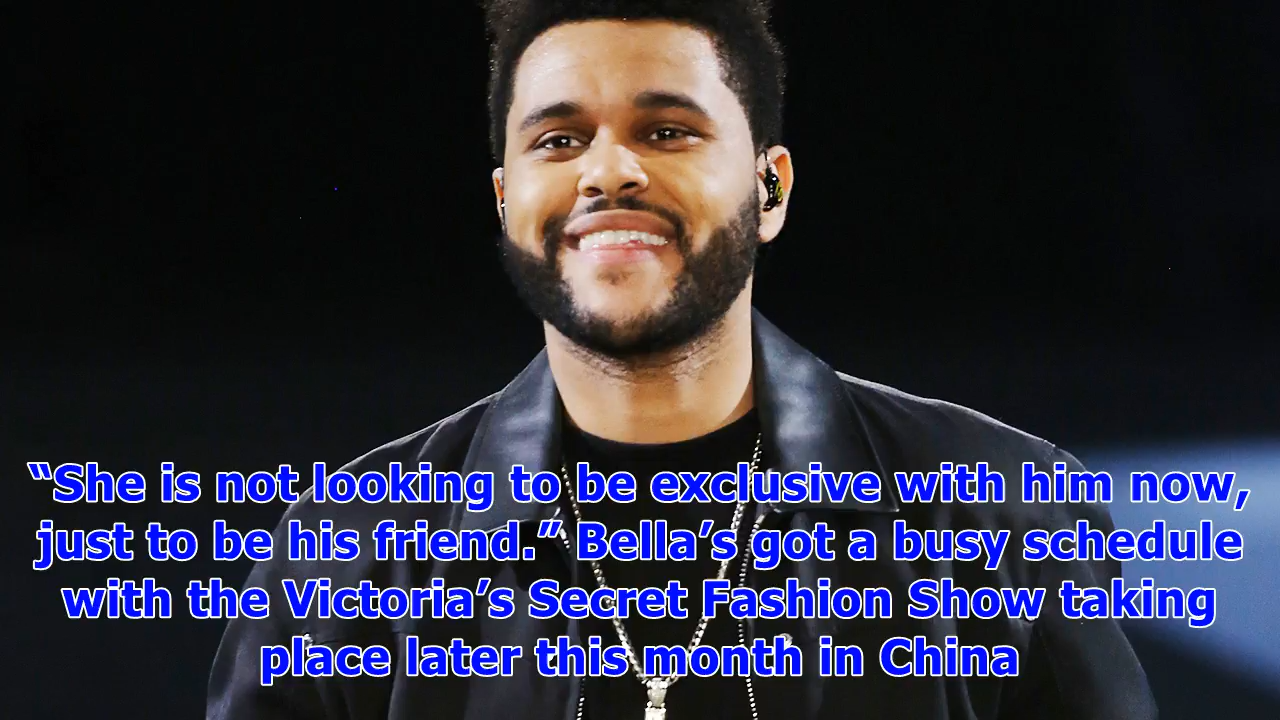 “She is not looking to be exclusive with him now,
just to be his friend.” Bella’s got a busy schedule
with the Victoria’s Secret Fashion Show taking
place later this month in China